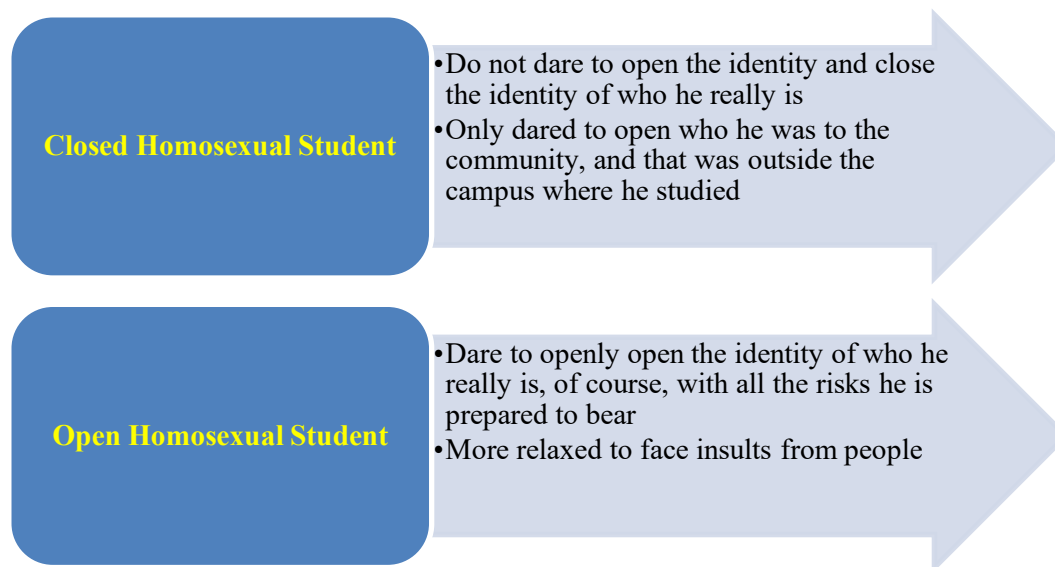 Closed Homosexual Student
•Do not dare to open the identity and close
the identity of who he really is
•Only dared to open who he was to the
community, and that was outside the
campus where he studied
Open Homosexual Student
•Dare to openly open the identity of who he
really is, of course, with all the risks he is
prepared to bear
•More relaxed to face insults from people